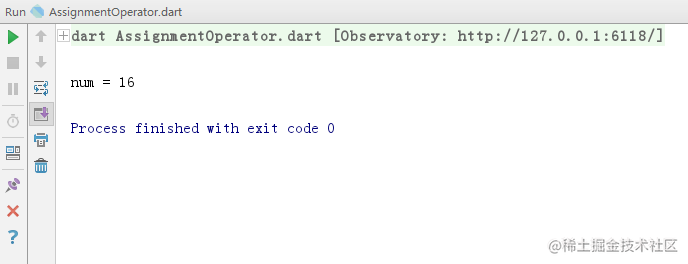 Run AssignmentOperator.dart
dart AssignmentOperator.dart [Observatory: http://127.0.0.1:6118/]
num = 16
Process finished with exit code 0
@稀土掘金技术社区